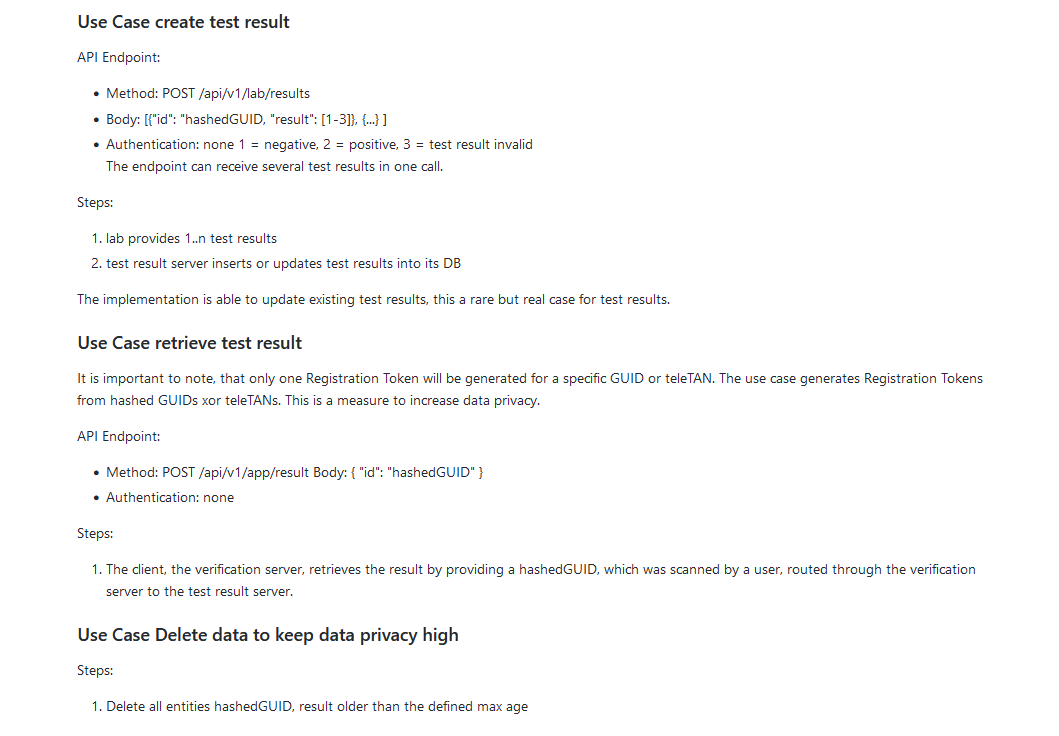 Use Case create test result
API Endpoint:
• Method: POST /api/v1/lab/results
• Body: [{"id": "hashedGUID, "result": [1-3]}, {...} ]
• Authentication: none 1 = negative, 2 = positive, 3 = test result invalid
The endpoint can receive several test results in one call.
Steps:
1. lab provides 1..n test results
2. test result server inserts or updates test results into its DB
The implementation is able to update existing test results, this a rare but real case for test results.
Use Case retrieve test result
It is important to note, that only one Registration Token will be generated for a specific GUID or teleTAN. The use case generates Registration Tokens
from hashed GUIDs xor teleTANs. This is a measure to increase data privacy.
API Endpoint:
• Method: POST /api/v1/app/result Body: { "id": "hashedGUID" }
• Authentication: none
Steps:
1. The client, the verification server, retrieves the result by providing a hashedGUID, which was scanned by a user, routed through the verification
server to the test result server.
Use Case Delete data to keep data privacy high
Steps:
1. Delete all entities hashedGUID, result older than the defined max age